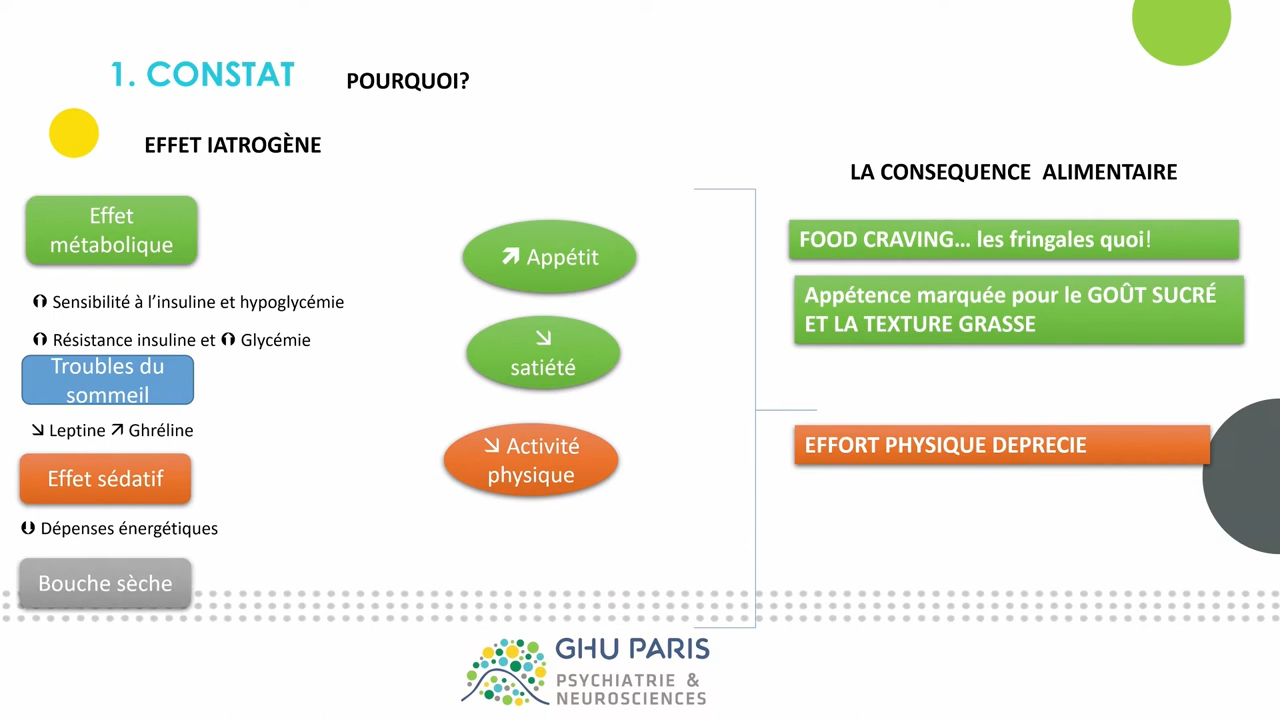 1. CONSTAT
POURQUOI?
EFFET IATROGÈNE
Effet
métabolique
⮉ Sensibilité à l’insuline et hypoglycémie
⮉ Résistance insuline et ⮉ Glycémie
Troubles du
sommeil
↘ Leptine ↗ Ghréline
Effet sédatif
⮋ Dépenses énergétiques
Bouche sèche
↗ Appétit
↘
satiété
↘ Activité
physique
LA CONSEQUENCE ALIMENTAIRE
FOOD CRAVING... les fringales quoi!
Appétence marquée pour le GOÛT SUCRÉ
ET LA TEXTURE GRASSE
EFFORT PHYSIQUE DEPRECIE
GHU PARIS
PSYCHIATRIE &
NEUROSCIENCES